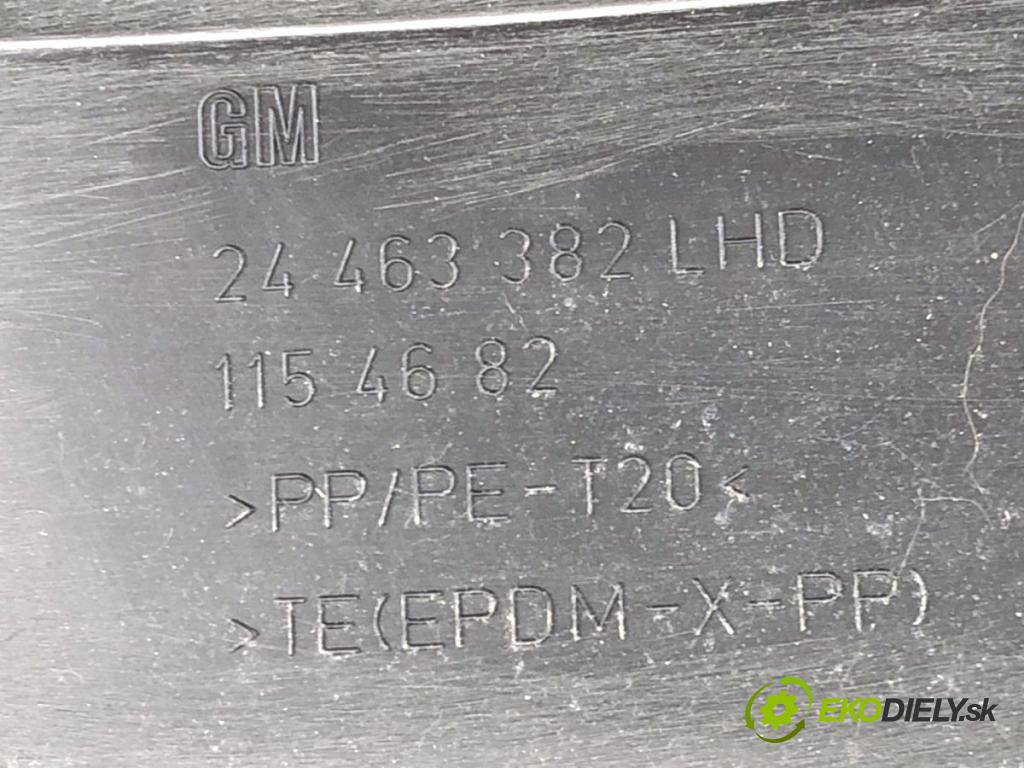 GM
24 463 382 LHD
115 46 82
>PP/PE-T20<
>TE(EPDM-X-PP)
EKODIELY.sk